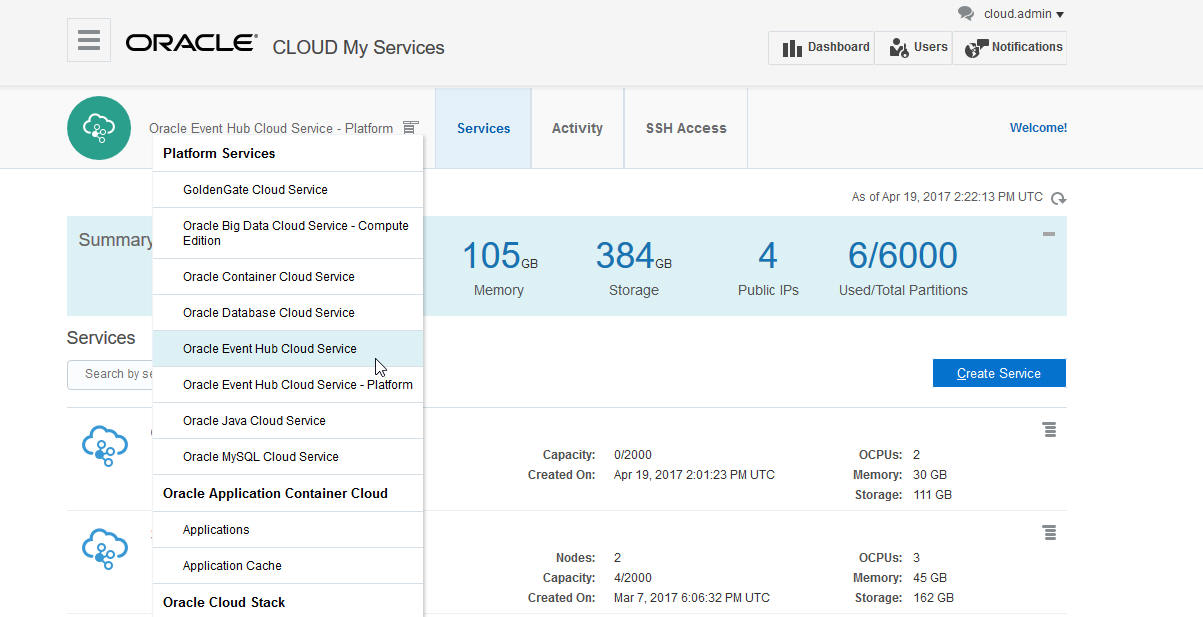 cloud.admin
ORACLE CLOUD My Services
Dashboard
Users
Notifications
Oracle Event Hub Cloud Service - Platform
Services
Activity
SSH Access
Welcome!
Platform Services
GoldenGate Cloud Service
Oracle Big Data Cloud Service - Compute
Edition
Oracle Container Cloud Service
Oracle Database Cloud Service
Oracle Event Hub Cloud Service
Oracle Event Hub Cloud Service - Platform
Oracle Java Cloud Service
Oracle MySQL Cloud Service
Oracle Application Container Cloud
Applications
Application Cache
Oracle Cloud Stack
As of Apr 19, 2017 2:22:13 PM UTC
Summary
105 GB
Memory
384 GB
Storage
4
Public IPs
6/6000
Used/Total Partitions
Services
Search by
Create Service
Capacity: 0/2000
Created On: Apr 19, 2017 2:01:23 PM UTC
OCPUs: 2
Memory: 30 GB
Storage: 111 GB
Nodes: 2
Capacity: 4/2000
Created On: Mar 7, 2017 6:06:32 PM UTC
OCPUs: 3
Memory: 45 GB
Storage: 162 GB